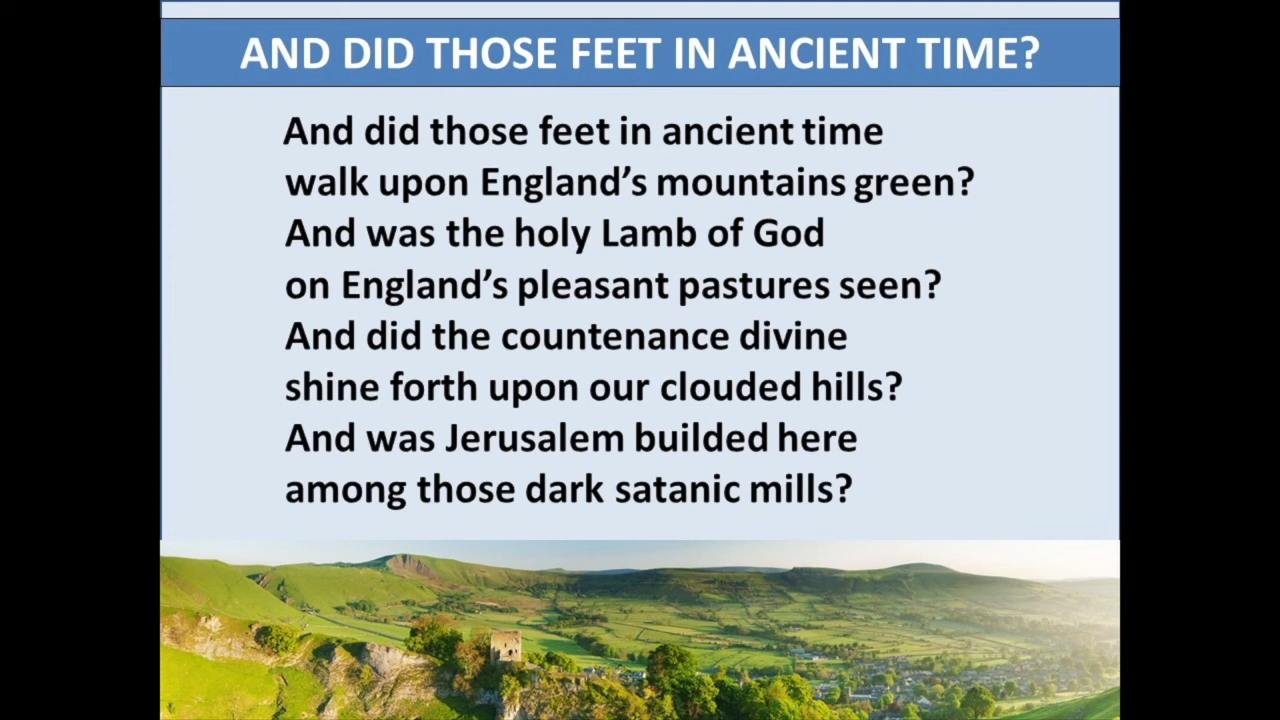 AND DID THOSE FEET IN ANCIENT TIME?
And did those feet in ancient time
walk upon England’s mountains green?
And was the holy Lamb of God
on England’s pleasant pastures seen?
And did the countenance divine
shine forth upon our clouded hills?
And was Jerusalem builded here
among those dark satanic mills?